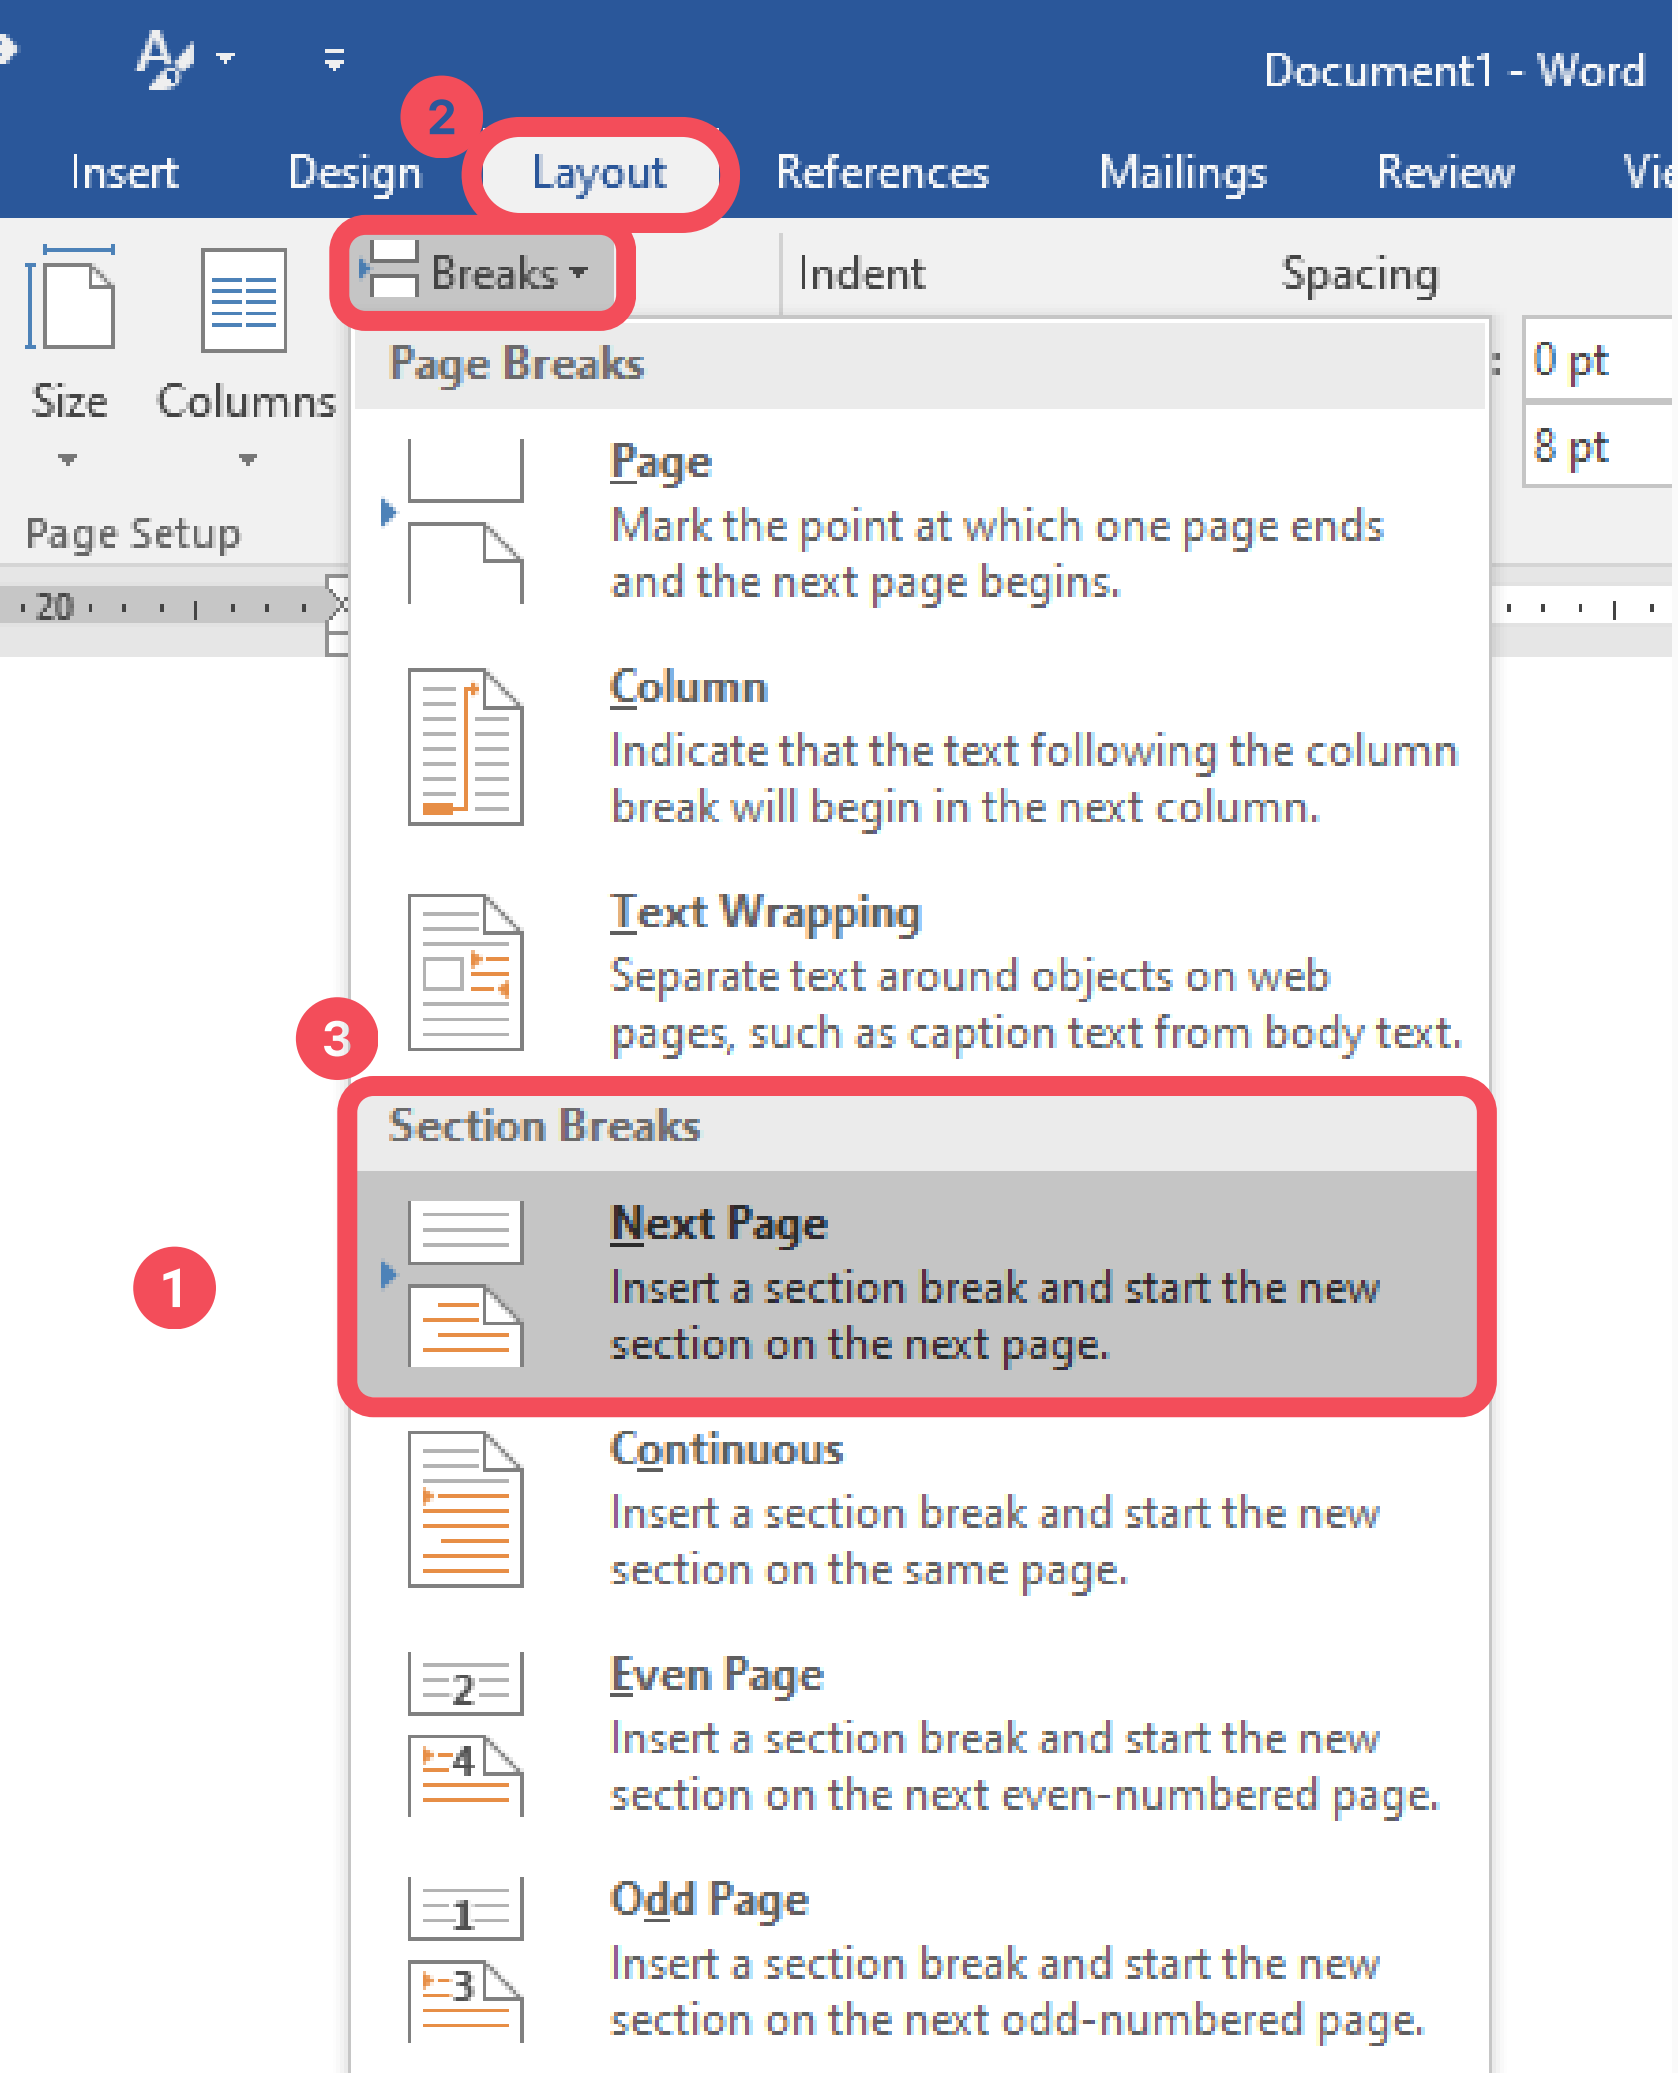 Document1 - Word
2
Insert Design Layout References Mailings Review
Breaks Indent Spacing
Size Columns
Page Setup
0 pt
8 pt
20
Page Breaks
Page
Mark the point at which one page ends
and the next page begins.
Column
Indicate that the text following the column
break will begin in the next column.
Text Wrapping
Separate text around objects on web
pages, such as caption text from body text.
3
Section Breaks
1
Next Page
Insert a section break and start the new
section on the next page.
Continuous
Insert a section break and start the new
section on the same page.
2
4
Even Page
Insert a section break and start the new
section on the next even-numbered page.
1
3
Odd Page
Insert a section break and start the new
section on the next odd-numbered page.